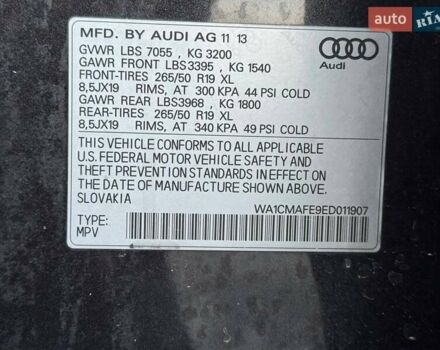 AUTO RIA
MFD. BY AUDI AG 11 13
GVWR LBS 7055 , KG 3200
GAWR FRONT LBS3395 , KG 1540
FRONT-TIRES 265/50 R19 XL
8,5JX19 RIMS, AT 300 KPA 44 PSI COLD
GAWR REAR LBS3968 , KG 1800
REAR-TIRES 265/50 R19 XL
8,5JX19 RIMS, AT 340 KPA 49 PSI COLD
Audi
THIS VEHICLE CONFORMS TO ALL APPLICABLE
U.S. FEDERAL MOTOR VEHICLE SAFETY AND
THEFT PREVENTION STANDARDS IN EFFECT ON
THE DATE OF MANUFACTURE SHOWN ABOVE.
SLOVAKIA WA1CMAFE9ED011907
TYPE:
MPV